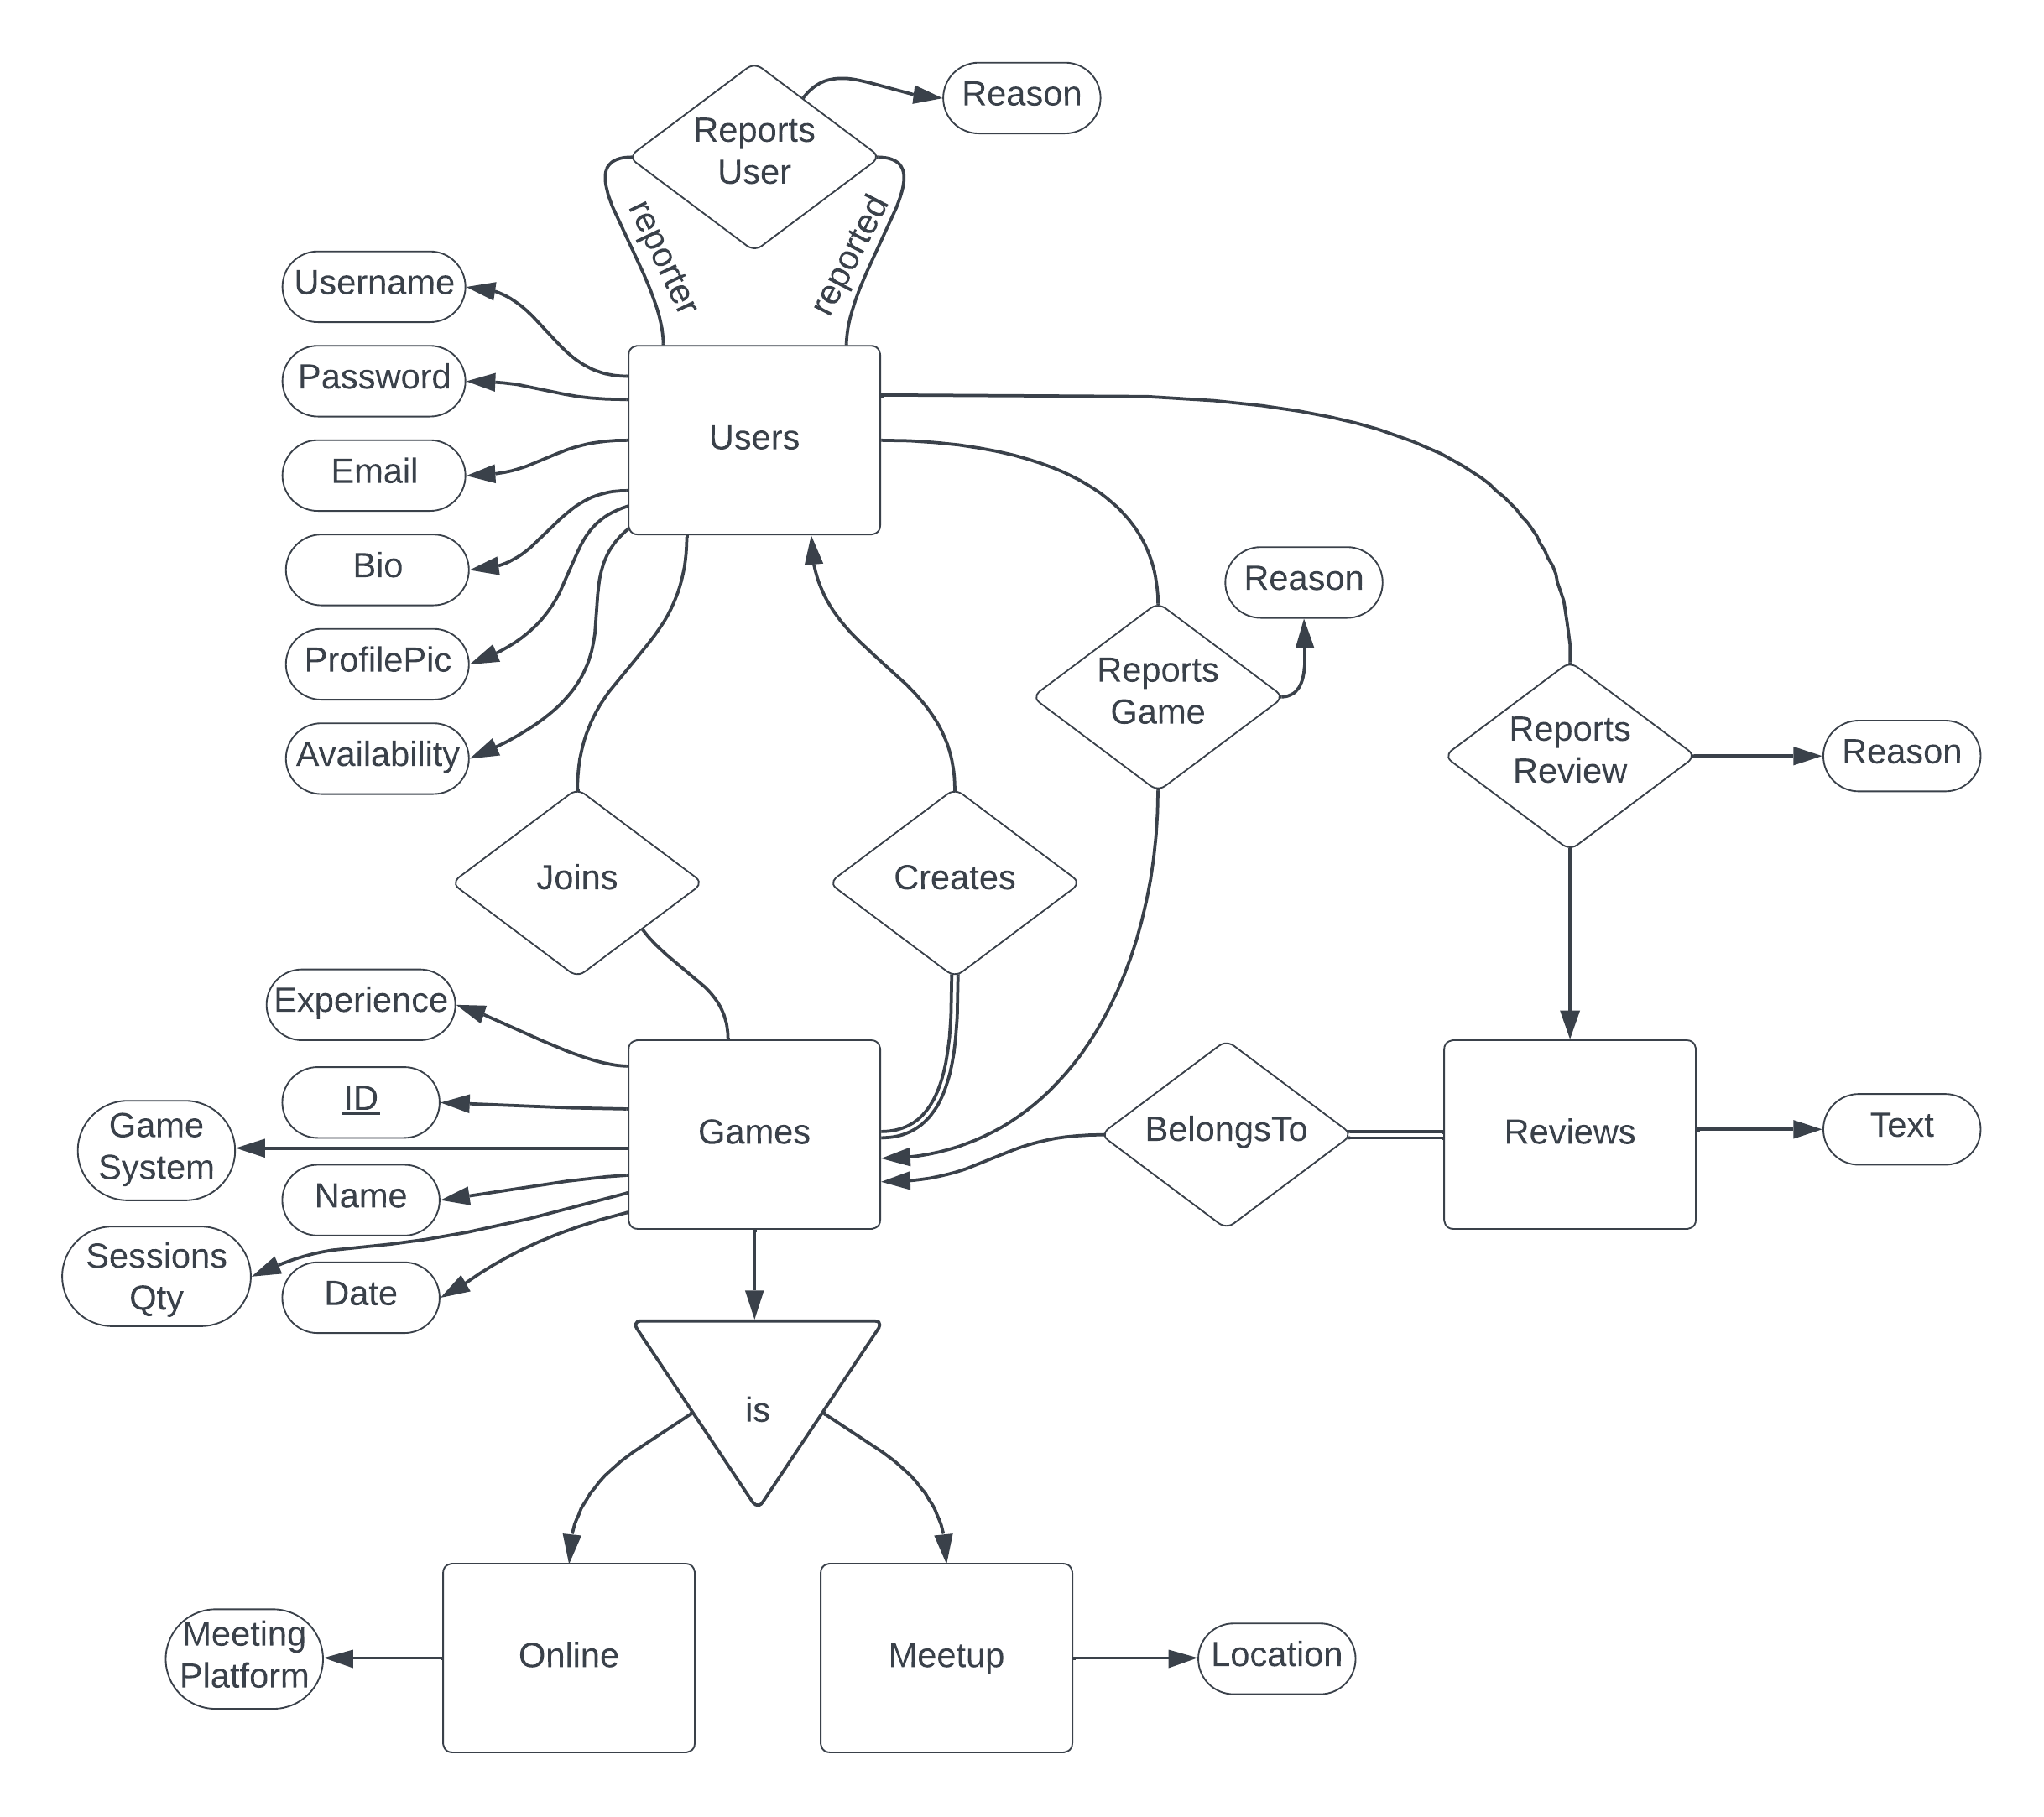 Reason
Reports
User
reporter
reported
Username
Password
Email
Bio
ProfilePic
Availability
Users
Reason
Reports
Game
Reports
Review
Reason
Joins
Creates
Experience
ID
Game
System
Name
Sessions
Qty
Date
Games
BelongsTo
Reviews
Text
is
Meeting
Platform
Online
Meetup
Location